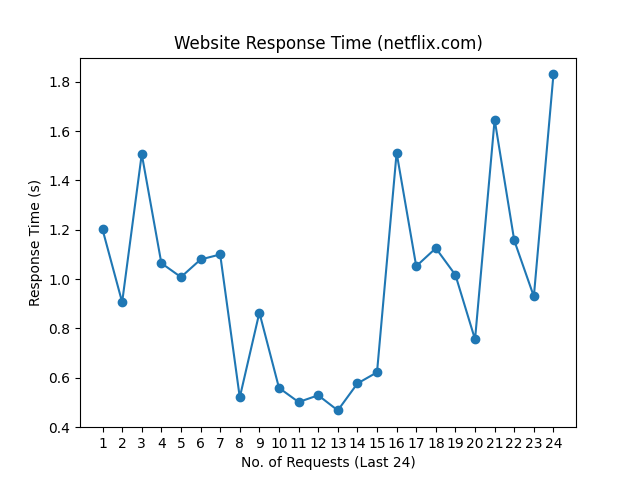 Website Response Time (netflix.com)
Response Time (s)
1.8
1.6
1.4
1.2
1.0
0.8
0.6
0.4
1 2 3 4 5 6 7 8 9 10 11 12 13 14 15 16 17 18 19 20 21 22 23 24
No. of Requests (Last 24)